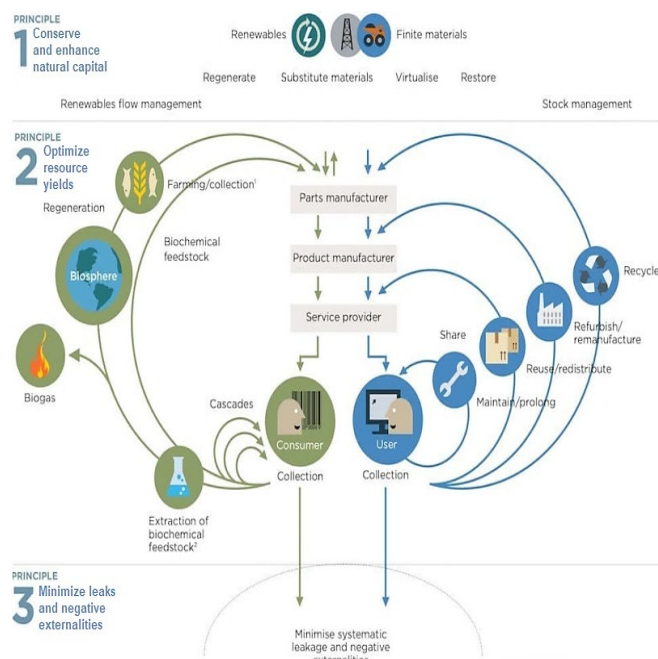 PRINCIPLE
1 Conserve
and enhance
natural capital
Renewables
Finite materials
Regenerate Substitute materials Virtualise Restore
Renewables flow management
Stock management
PRINCIPLE
2 Optimize
resource
yields
Farming/collection¹
Regeneration
Biochemical
feedstock
Biosphere
Biogas
Parts manufacturer
Product manufacturer
Service provider
Recycle
Refurbish/
remanufacture
Share
Reuse/redistribute
Maintain/prolong
Cascades
Consumer
User
Collection
Collection
Extraction of
biochemical
feedstock²
PRINCIPLE
3 Minimize leaks
and negative
externalities
Minimise systematic
leakage and negative
externalities